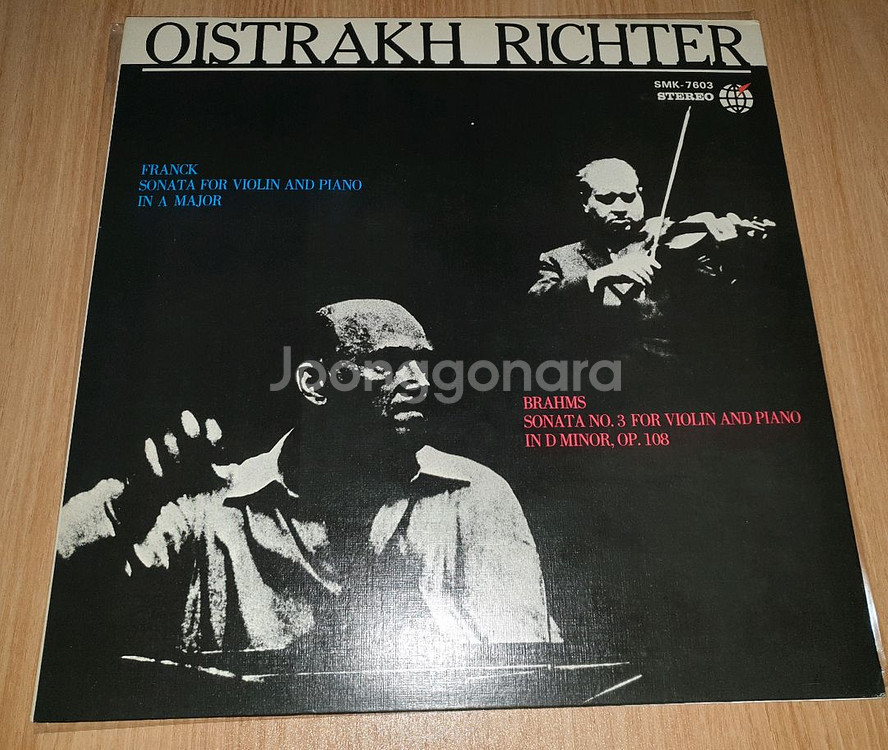 OISTRAKH RICHTER
SMK-7603
STEREO
FRANCK
SONATA FOR VIOLIN AND PIANO
IN A MAJOR
Joonggonara
BRAHMS
SONATA NO. 3 FOR VIOLIN AND PIANO
IN D MINOR, OP. 108